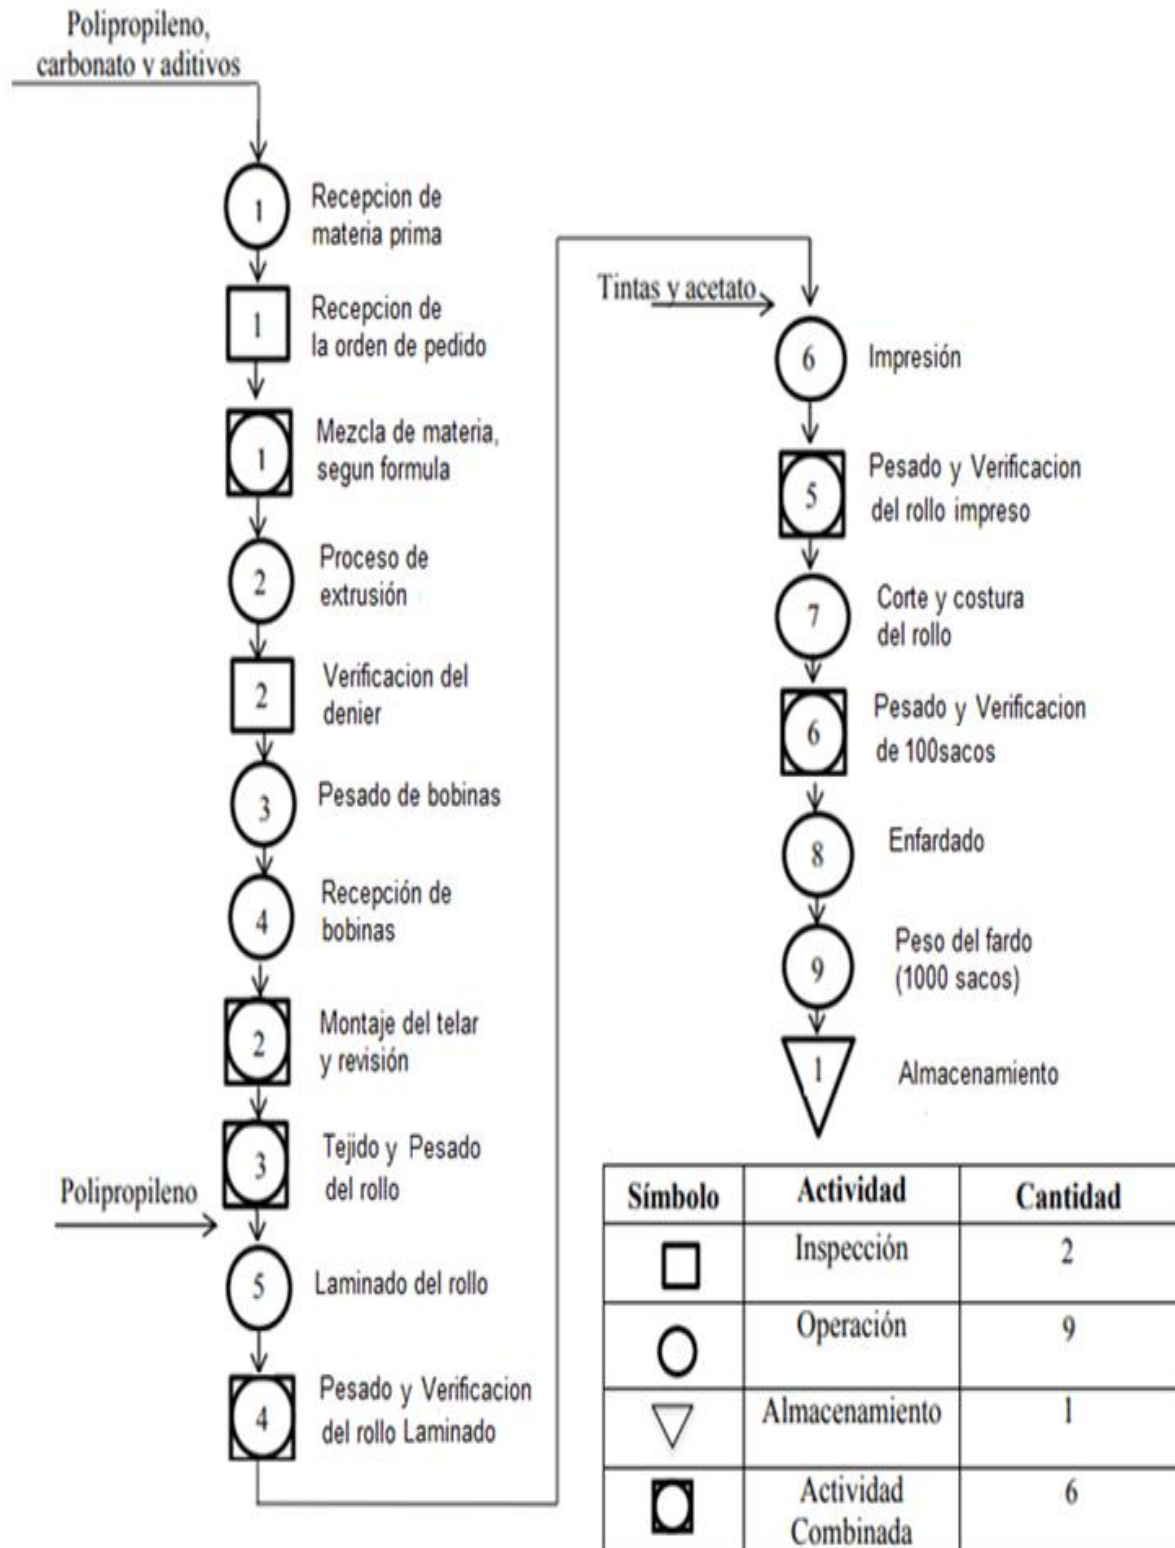 Polipropileno,
carbonato y aditivos
1
Recepcion de
materia prima
1
Recepcion de
la orden de pedido
1
Mezcla de materia,
segun formula
2
Proceso de
extrusión
2
Verificacion del
denier
3
Pesado de bobinas
4
Recepción de
bobinas
2
Montaje del telar
y revisión
3
Tejido y Pesado
del rollo
Polipropileno
5
Laminado del rollo
4
Pesado y Verificacion
del rollo Laminado
Tintas y acetato
6
Impresión
5
Pesado y Verificacion
del rollo impreso
7
Corte y costura
del rollo
6
Pesado y Verificacion
de 100sacos
8
Enfardado
9
Peso del fardo
(1000 sacos)
1
Almacenamiento
Símbolo Actividad Cantidad
Inspección 2
Operación 9
Almacenamiento 1
Actividad 6
Combinada